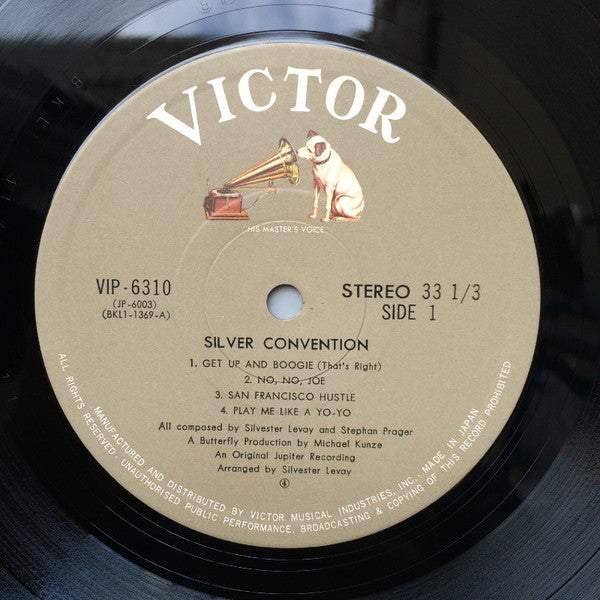 VICTOR
HIS MASTER'S VOICE
VIP-6310
(JP-6003)
(BKL1-1369-A)
STEREO 33 1/3
SIDE 1
SILVER CONVENTION
1. GET UP AND BOOGIE (That's Right)
2. NO, NO, JOE
3. SAN FRANCISCO HUSTLE
4. PLAY ME LIKE A YO-YO
All composed by Silvester Levay and Stephan Prager
A Butterfly Production by Michael Kunze
An Original Jupiter Recording
Arranged by Silvester Levay
④
MANUFACTURED AND DISTRIBUTED BY VICTOR MUSICAL INDUSTRIES, INC.; MADE IN JAPAN
ALL RIGHTS RESERVED.: UNAUTHORISED PUBLIC PERFORMANCE, BROADCASTING & COPYING OF THIS RECORD PROHIBITED